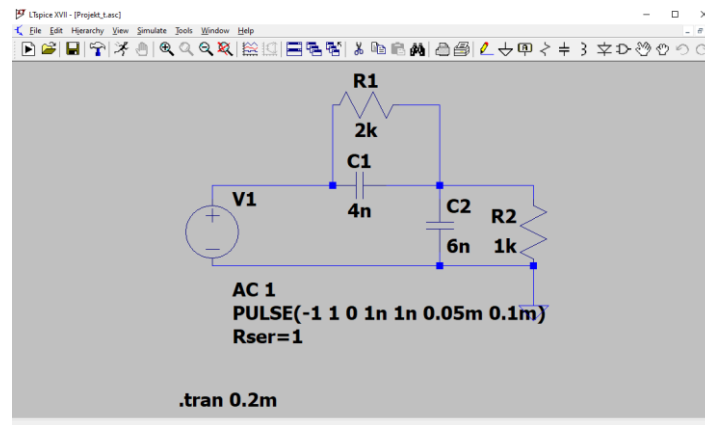 LTspice XVII - [Projekt_t.asc]
File Edit Hierarchy View Simulate Tools Window Help
R1
2k
C1
4n
V1
C2
6n
R2
1k
AC 1
PULSE(-1 1 0 1n 1n 0.05m 0.1m)
Rser=1
.tran 0.2m